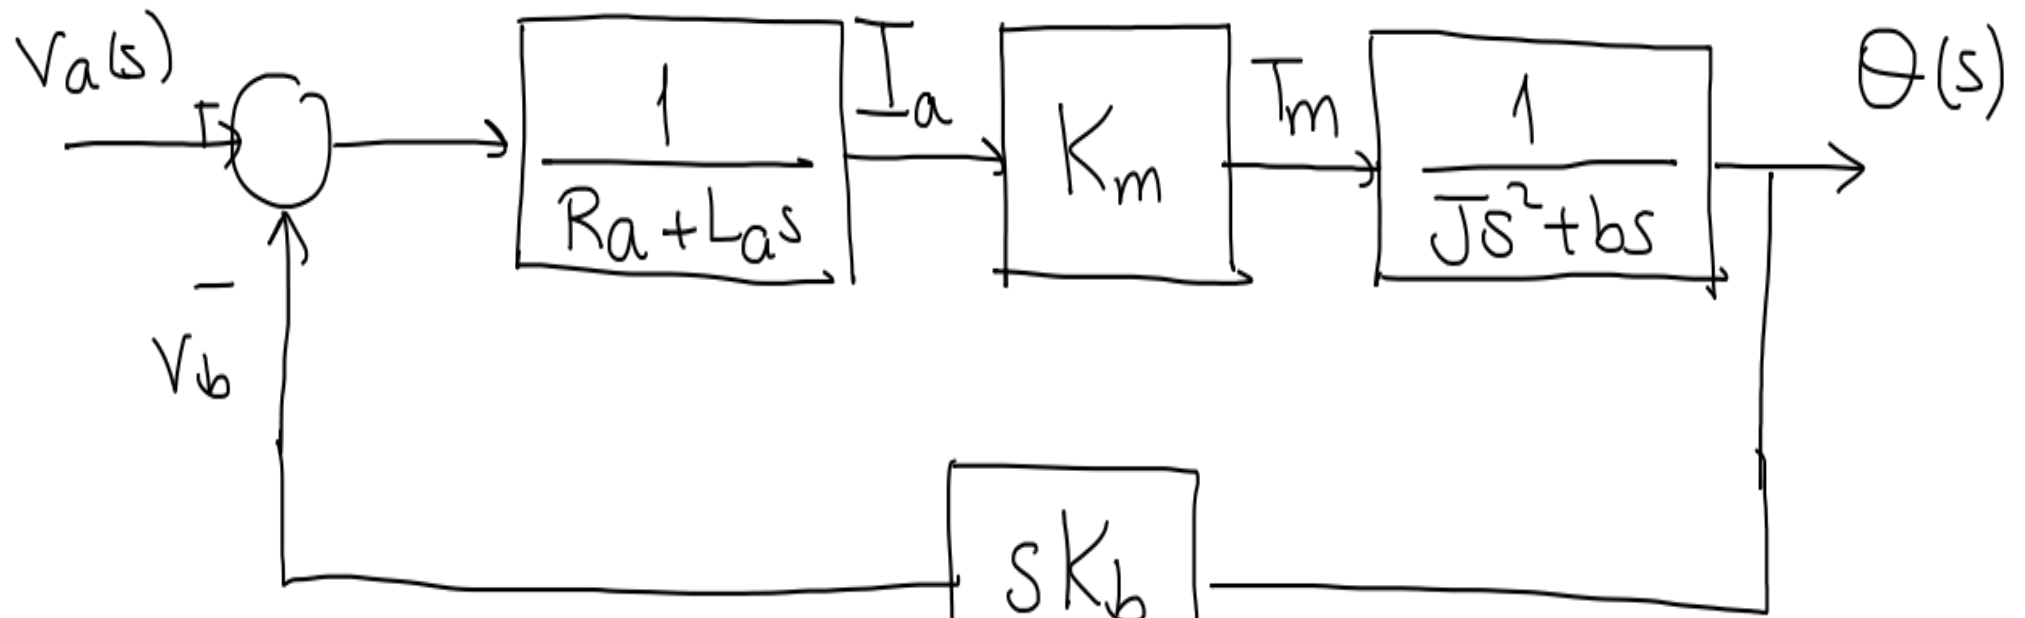 Va(s)
+
1
Ra+Las
Ia
Km
Tm
1
Js²+bs
θ(s)
-
Vb
sKb